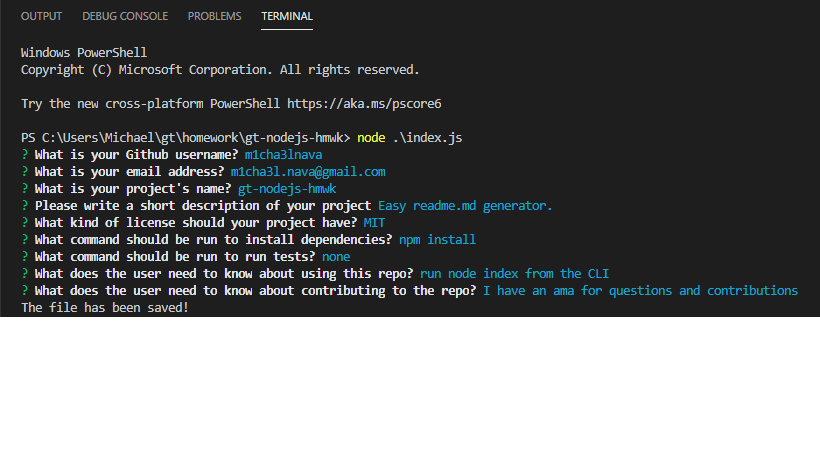 OUTPUT DEBUG CONSOLE PROBLEMS TERMINAL
Windows PowerShell
Copyright (C) Microsoft Corporation. All rights reserved.
Try the new cross-platform PowerShell https://aka.ms/pscore6
PS C:\Users\Michael\gt\homework\gt-nodejs-hmwk> node .\index.js
? What is your Github username? m1cha3lnava
? What is your email address? m1cha3l.nava@gmail.com
? What is your project's name? gt-nodejs-hmwk
? Please write a short description of your project Easy readme.md generator.
? What kind of license should your project have? MIT
? What command should be run to install dependencies? npm install
? What command should be run to run tests? none
? What does the user need to know about using this repo? run node index from the CLI
? What does the user need to know about contributing to the repo? I have an ama for questions and contributions
The file has been saved!